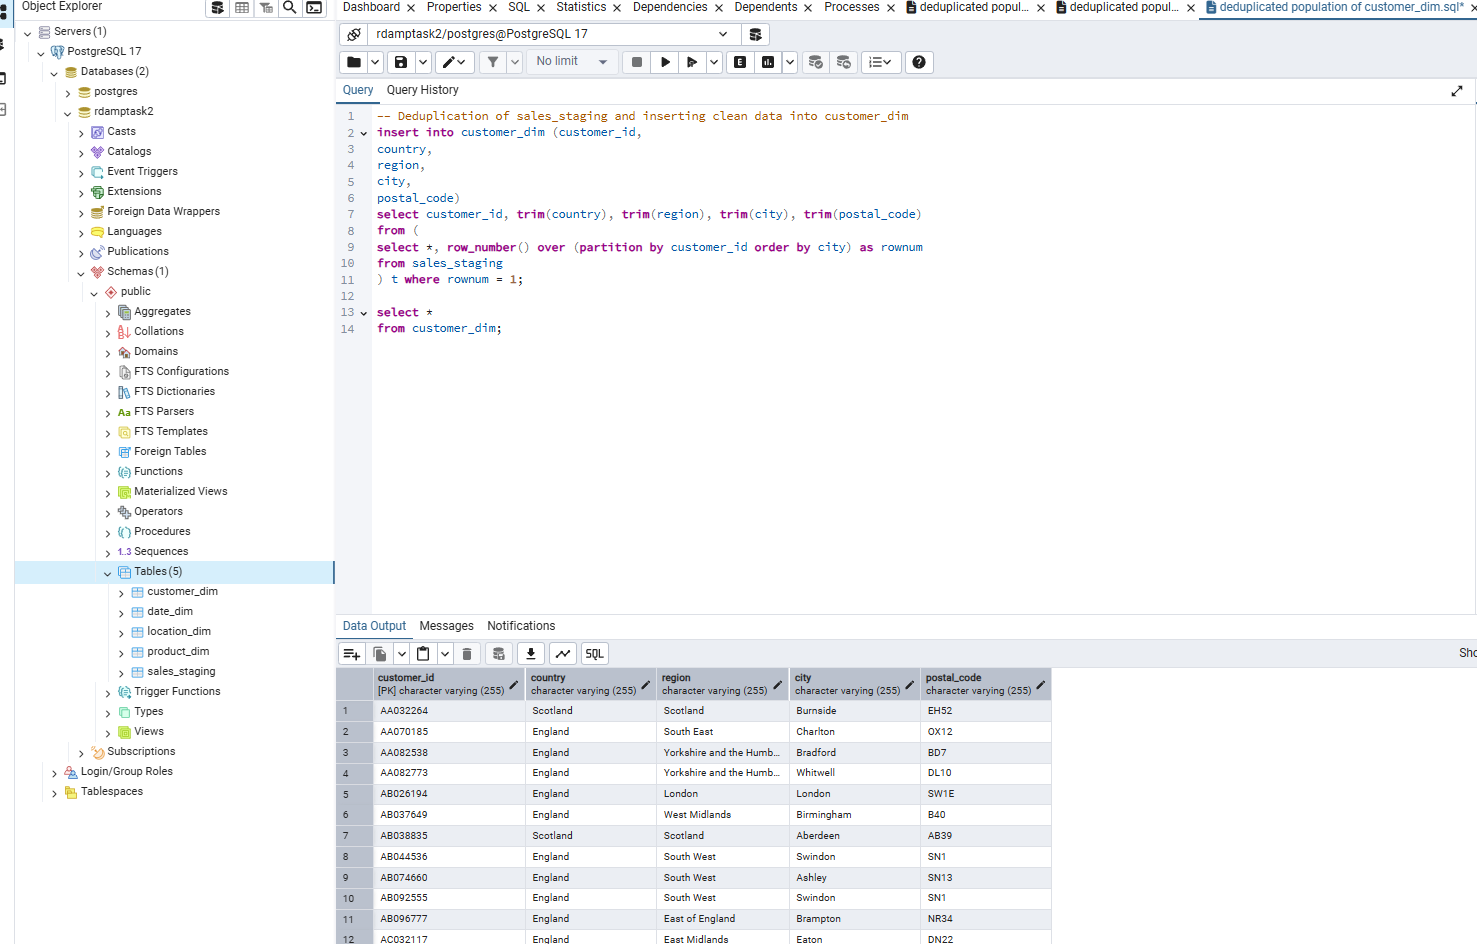 Object Explorer
Dashboard Properties SQL Statistics Dependencies Dependents Processes deduplicated popul... deduplicated popul... deduplicated population of customer_dim.sql*
Servers (1)
PostgreSQL 17
Databases (2)
postgres
rdamptask2
Casts
Catalogs
Event Triggers
Extensions
Foreign Data Wrappers
Languages
Publications
Schemas (1)
public
Aggregates
Collations
Domains
FTS Configurations
FTS Dictionaries
Aa FTS Parsers
FTS Templates
Foreign Tables
Functions
Materialized Views
Operators
Procedures
1..3 Sequences
Tables (5)
customer_dim
date_dim
location_dim
product_dim
sales_staging
Trigger Functions
Types
Views
Subscriptions
Login/Group Roles
Tablespaces
rdamptask2/postgres@PostgreSQL 17
No limit
E
Query Query History
1 -- Deduplication of sales_staging and inserting clean data into customer_dim
2 insert into customer_dim (customer_id,
3 country,
4 region,
5 city,
6 postal_code)
7 select customer_id, trim(country), trim(region), trim(city), trim(postal_code)
8 from (
9 select *, row_number() over (partition by customer_id order by city) as rownum
10 from sales_staging
11 ) t where rownum = 1;
12
13 select *
14 from customer_dim;
Data Output Messages Notifications
SQL
Sho
customer_id country region city postal_code
[PK] character varying (255) character varying (255) character varying (255) character varying (255) character varying (255)
1 AA032264 Scotland Scotland Burnside EH52
2 AA070185 England South East Charlton OX12
3 AA082538 England Yorkshire and the Humb... Bradford BD7
4 AA082773 England Yorkshire and the Humb... Whitwell DL10
5 AB026194 England London London SW1E
6 AB037649 England West Midlands Birmingham B40
7 AB038835 Scotland Scotland Aberdeen AB39
8 AB044536 England South West Swindon SN1
9 AB074660 England South West Ashley SN13
10 AB092555 England South West Swindon SN1
11 AB096777 England East of England Brampton NR34
12 AC032117 England East Midlands Eaton DN22